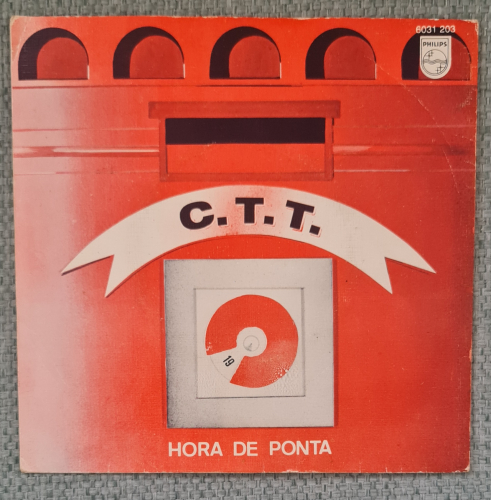 6031 203
PHILIPS
C.T.T.
19
HORA DE PONTA